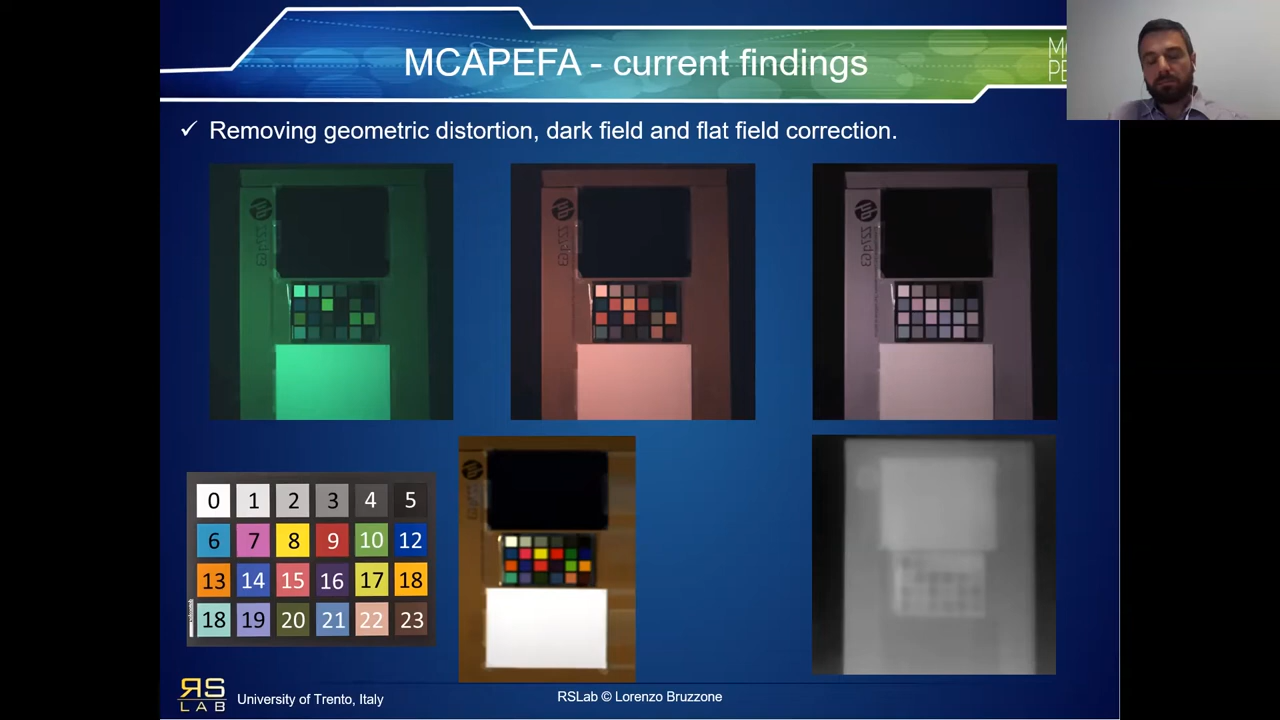 MCAPEFA - current findings
✓ Removing geometric distortion, dark field and flat field correction.
0 1 2 3 4 5
6 7 8 9 10 12
13 14 15 16 17 18
18 19 20 21 22 23
RS
LAB
University of Trento, Italy
RSLab © Lorenzo Bruzzone